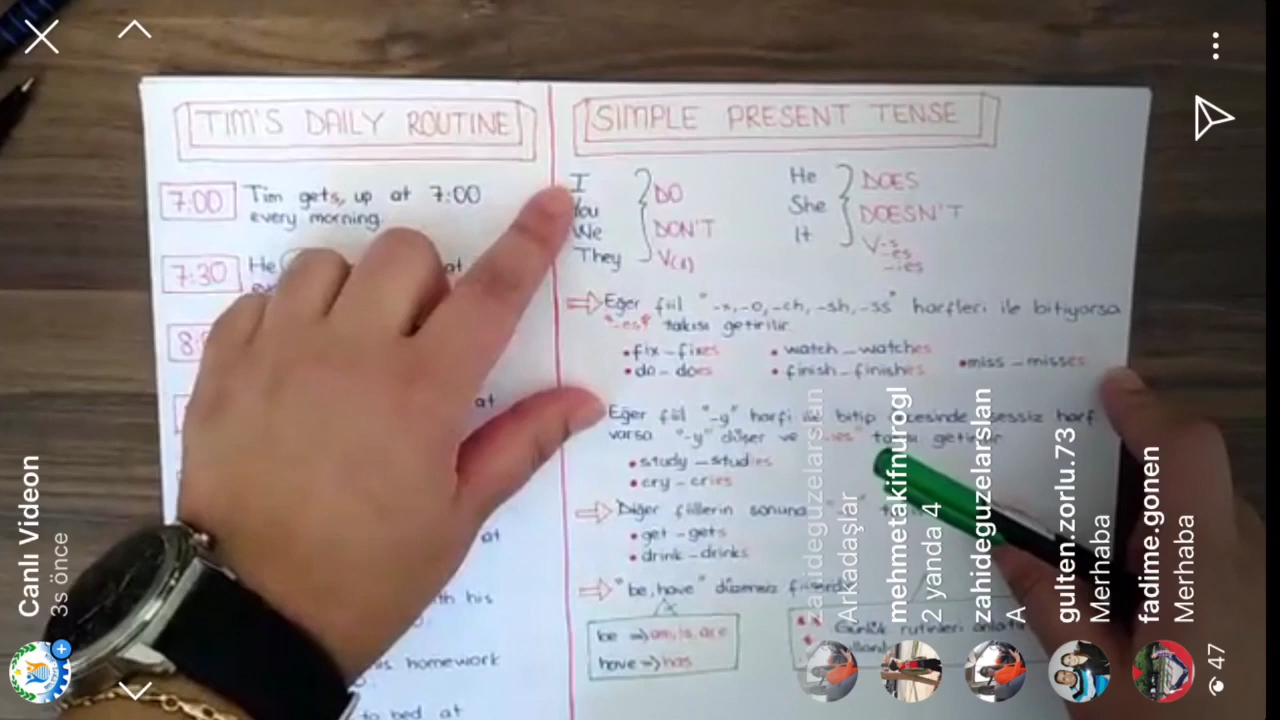 TIM'S DAILY ROUTINE
7:00
Tim gets up at 7:00
every morning.
7:30
He
at
8:
at
at
th his
s homework
to bed at
SIMPLE PRESENT TENSE
I
You
We
They
DO
DON'T
V(x)
He
She
It
DOES
DOESN'T
V-s
-es
-ies
Eğer fiil "-x,-o,-ch,-sh,-ss" harfleri ile bitiyorsa
"-es" takısı getirilir.
• fix - fixes
• watch - watches
• miss - misses
• do - does
• finish - finishes
Eğer fiil "-y" harfi ile bitip sessiz harf
varsa "-y" düşer ve
• study - studies
• cry - cries
Diğer fiillerin sonuna
• get - gets
• drink - drinks
"be, have" düzensiz
be => am, is, are
have => has
Günlük rutinleri
Canlı Videon
3s önce
zahideguzelarslan
Arkadaşlar
mehmetakifnurogl
2 yanda 4
zahideguzelarslan
A
gulten.zorlu.73
Merhaba
fadime.gonen
Merhaba
47